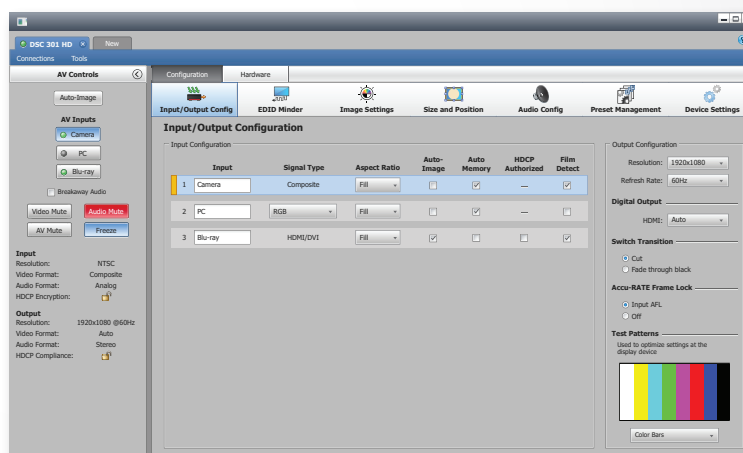 DSC 301 HD
New
Connections Tools
AV Controls
Auto-Image
AV Inputs
Camera
PC
Blu-ray
Breakaway Audio
Video Mute Audio Mute
AV Mute Freeze
Input
Resolution: NTSC
Video Format: Composite
Audio Format: Analog
HDCP Encryption:
Output
Resolution: 1920x1080 @60Hz
Video Format: Auto
Audio Format: Stereo
HDCP Compliance:
Configuration Hardware
Input/Output Config EDID Minder Image Settings Size and Position Audio Config Preset Management Device Settings
Input/Output Configuration
Input Configuration
Input Signal Type Aspect Ratio Auto-Image Auto Memory HDCP Authorized Film Detect
1 Camera Composite Fill —
2 PC RGB Fill —
3 Blu-ray HDMI/DVI Fill
Output Configuration
Resolution: 1920x1080
Refresh Rate: 60Hz
Digital Output
HDMI: Auto
Switch Transition
Cut
Fade through black
Accu-RATE Frame Lock
Input AFL
Off
Test Patterns
Used to optimize settings at the
display device
Color Bars